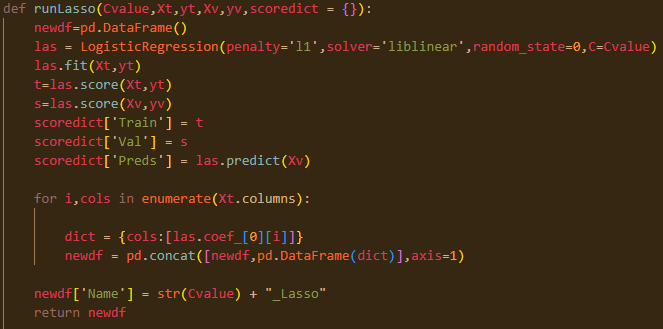 def runLasso(Cvalue,Xt,yt,Xv,yv,scoredict = {}):
    newdf=pd.DataFrame()
    las = LogisticRegression(penalty='l1',solver='liblinear',random_state=0,C=Cvalue)
    las.fit(Xt,yt)
    t=las.score(Xt,yt)
    s=las.score(Xv,yv)
    scoredict['Train'] = t
    scoredict['Val'] = s
    scoredict['Preds'] = las.predict(Xv)
    for i,cols in enumerate(Xt.columns):
        dict = {cols:[las.coef_[0][i]]}
        newdf = pd.concat([newdf,pd.DataFrame(dict)],axis=1)
    newdf['Name'] = str(Cvalue) + "_Lasso"
    return newdf